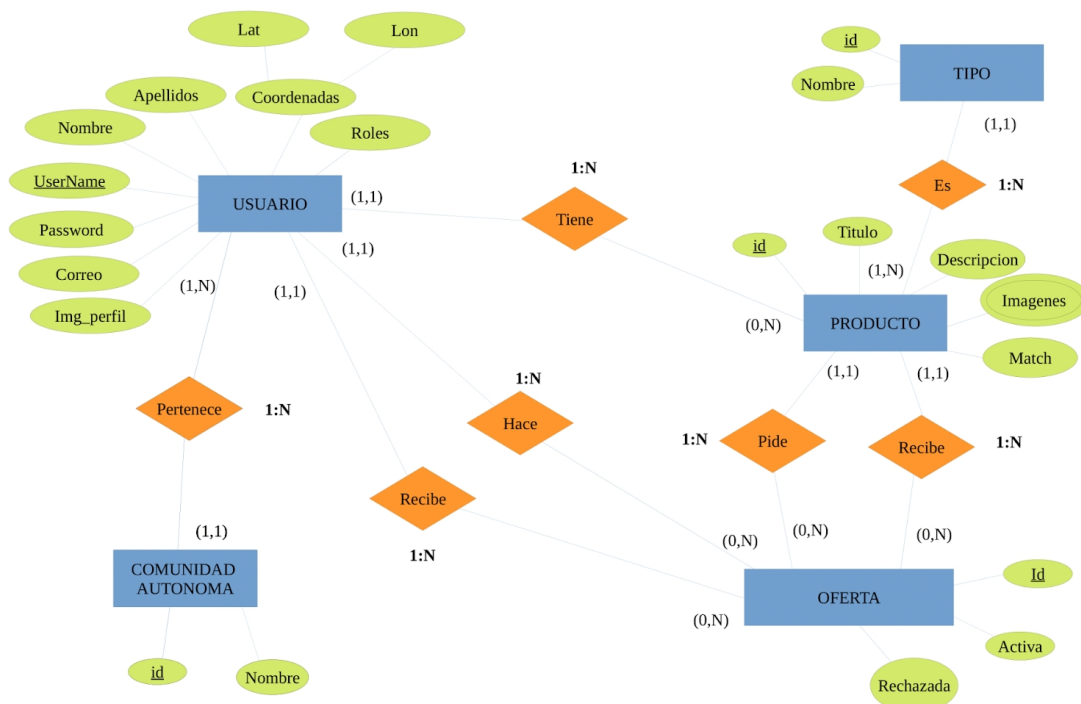 Lat
Lon
id
TIPO
Nombre
Apellidos
Coordenadas
Nombre
Roles
(1,1)
1:N
Es
1:N
UserName
USUARIO
(1,1)
Tiene
Password
(1,1)
id
Titulo
Descripcion
Correo
(1,N)
(1,1)
(1,N)
Imagenes
Img_perfil
(0,N)
PRODUCTO
Match
(1,1)
(1,1)
1:N
Pertenece
1:N
Hace
1:N
Pide
Recibe
1:N
Recibe
1:N
(1,1)
(0,N)
(0,N)
(0,N)
COMUNIDAD
AUTONOMA
OFERTA
Id
(0,N)
Activa
id
Nombre
Rechazada